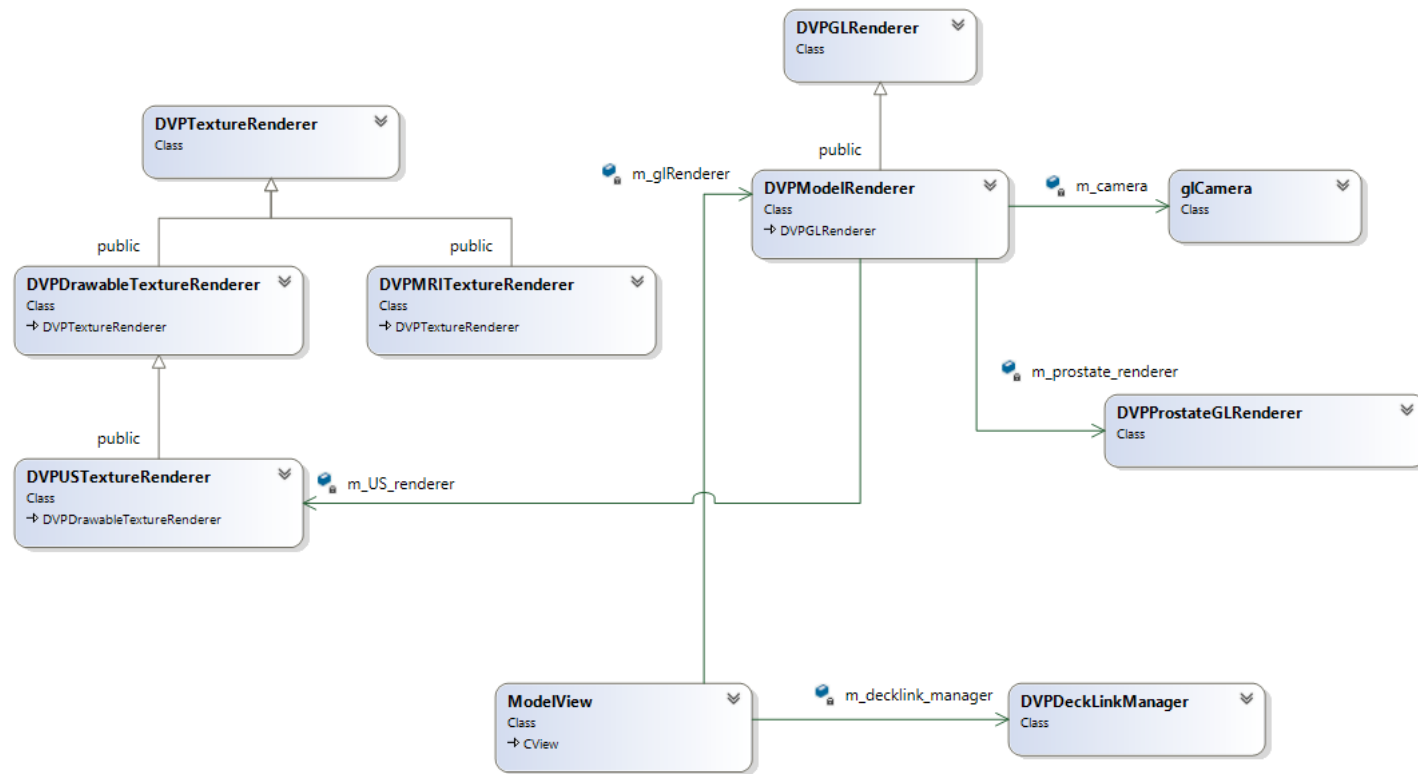 DVPGLRenderer
Class
DVPTextureRenderer
Class
public
m_glRenderer
DVPModelRenderer
Class
DVPGLRenderer
m_camera
glCamera
Class
public
public
DVPDrawableTextureRenderer
Class
DVPTextureRenderer
DVPMRITextureRenderer
Class
DVPTextureRenderer
m_prostate_renderer
DVPProstateGLRenderer
Class
public
DVPUSTextureRenderer
Class
DVPDrawableTextureRenderer
m_US_renderer
ModelView
Class
CView
m_decklink_manager
DVPDeckLinkManager
Class